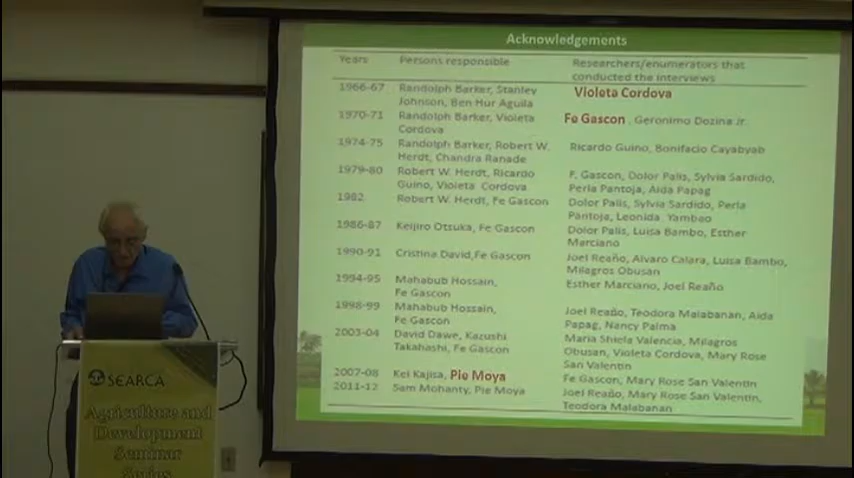 Acknowledgements
Years Persons responsible Researchers/enumerators that
conducted the interviews
1966-67 Randolph Barker, Stanley Violeta Cordova
Johnson, Ben Hur Aguila
1970-71 Randolph Barker, Violeta Fe Gascon , Geronimo Dozina Jr.
Cordova
1974-75 Randolph Barker, Robert W. Ricardo Guino, Bonifacio Cayabyab
Herdt, Chandra Ranade
1979-80 Robert W. Herdt, Ricardo F. Gascon, Dolor Palis, Sylvia Sardido,
Guino, Violeta Cordova Perla Pantoja, Aida Papag
1982 Robert W. Herdt, Fe Gascon Dolor Palis, Sylvia Sardido, Perla
Pantoja, Leonida Yambao
1986-87 Keijiro Otsuka, Fe Gascon Dolor Palis, Luisa Bambo, Esther
Marciano
1990-91 Cristina David,Fe Gascon Joel Reaño, Alvaro Calara, Luisa Bambo,
Milagros Obusan
1994-95 Mahabub Hossain, Esther Marciano, Joel Reaño
Fe Gascon
1998-99 Mahabub Hossain, Joel Reaño, Teodora Malabanan, Aida
Fe Gascon Papag, Nancy Palma
2003-04 David Dawe, Kazushi Maria Shiela Valencia, Milagros
Takahashi, Fe Gascon Obusan, Violeta Cordova, Mary Rose
San Valentin
2007-08 Kei Kajisa, Pie Moya Fe Gascon, Mary Rose San Valentin
2011-12 Sam Mohanty, Pie Moya Joel Reaño, Mary Rose San Valentin,
Teodora Malabanan
SEARCA
Agriculture and
Development
Seminar
Series